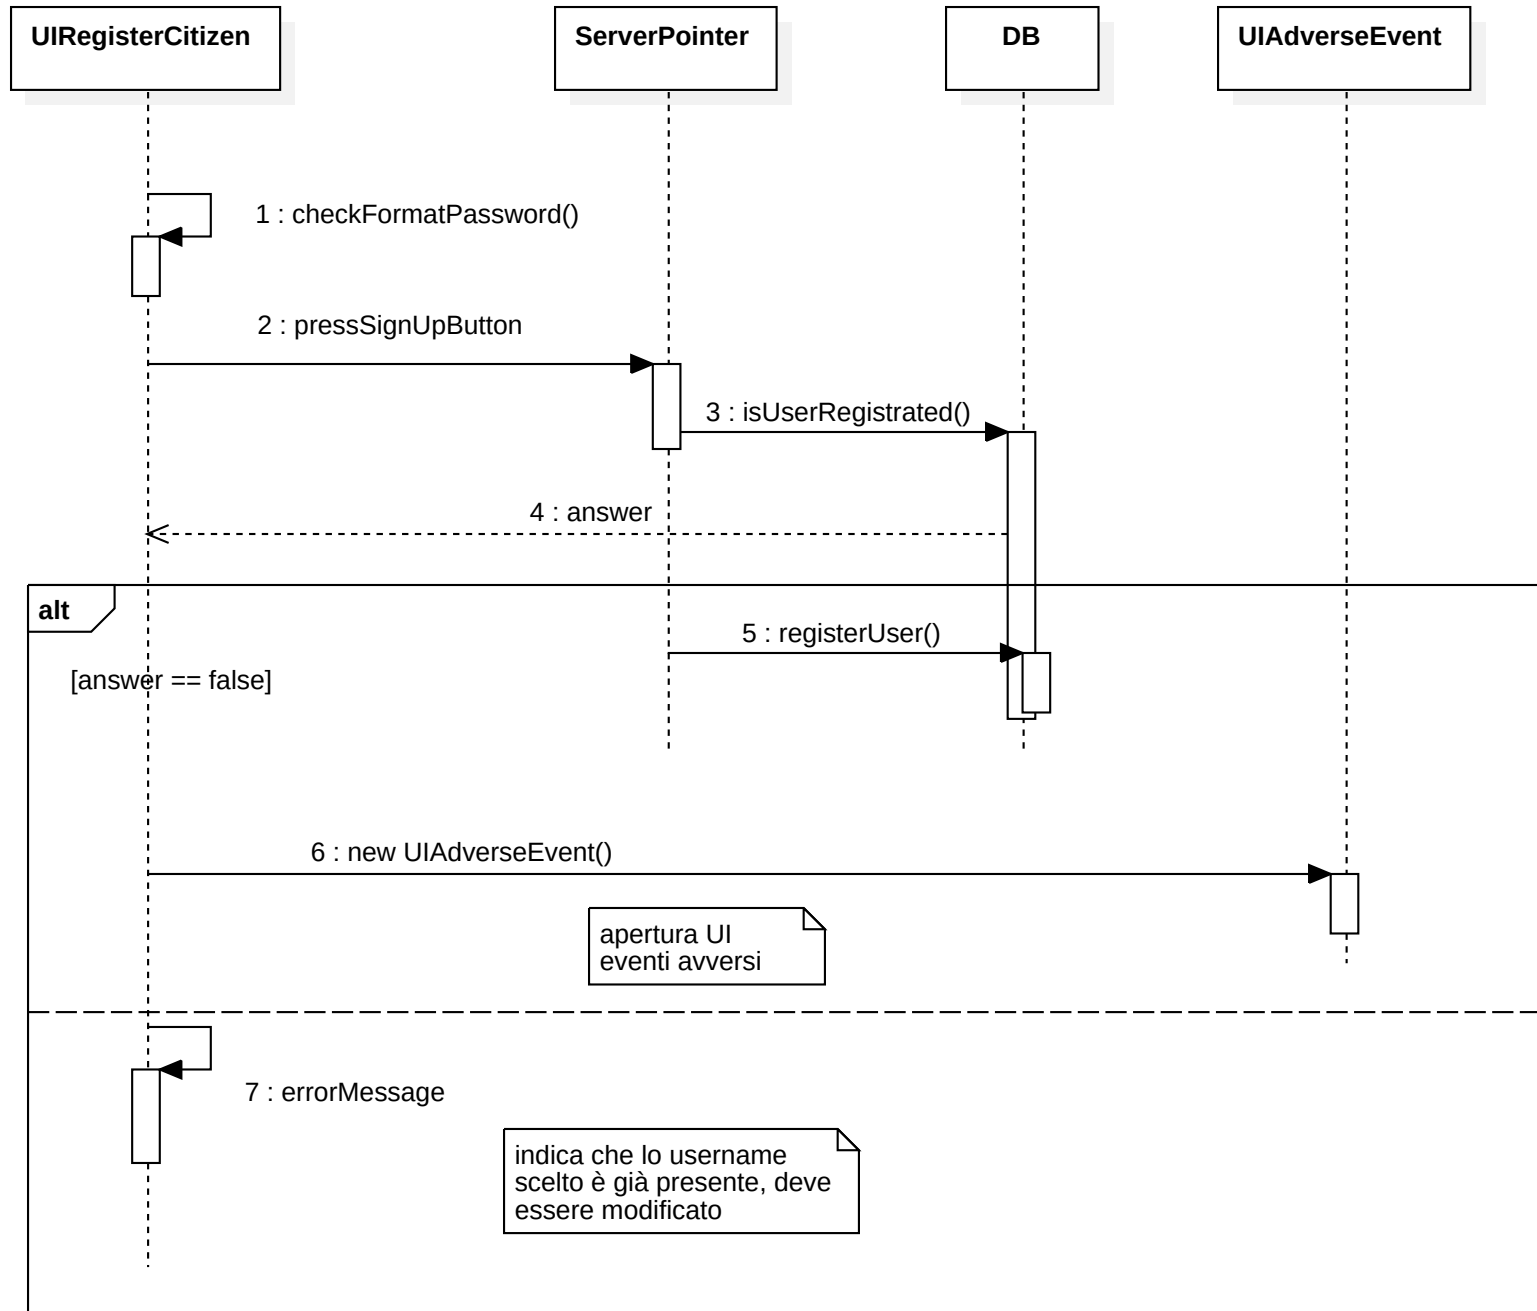 UIRegisterCitizen
ServerPointer
DB
UIAdverseEvent
1 : checkFormatPassword()
2 : pressSignUpButton
3 : isUserRegistrated()
4 : answer
alt
5 : registerUser()
[answer == false]
6 : new UIAdverseEvent()
apertura UI
eventi avversi
7 : errorMessage
indica che lo username
scelto è già presente, deve
essere modificato